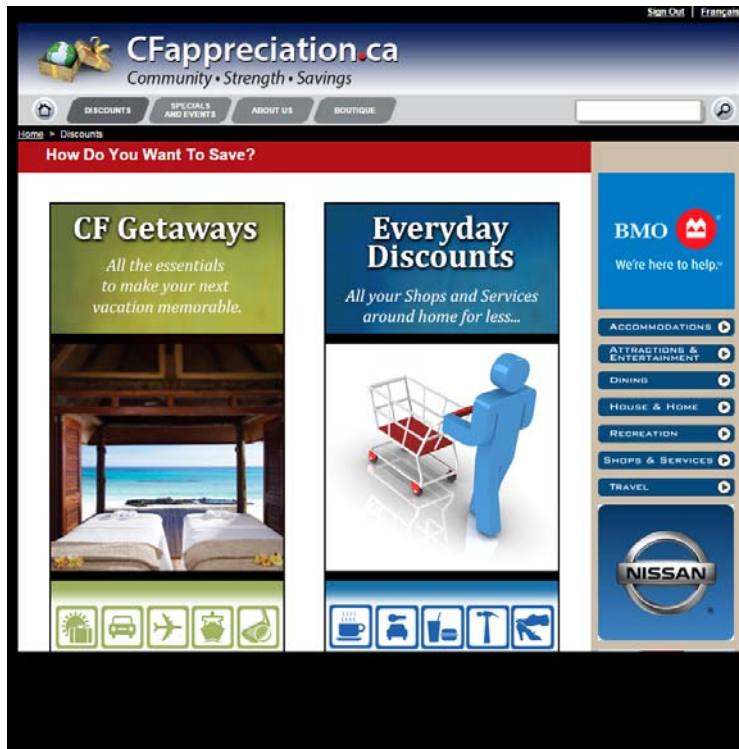 Sign Out | Français
CFappreciation.ca
Community • Strength • Savings
DISCOUNTS
SPECIALS
AND EVENTS
ABOUT US
BOUTIQUE
Home > Discounts
How Do You Want To Save?
CF Getaways
All the essentials
to make your next
vacation memorable.
Everyday
Discounts
All your Shops and Services
around home for less...
BMO
We're here to help.™
ACCOMMODATIONS
ATTRACTIONS &
ENTERTAINMENT
DINING
HOUSE & HOME
RECREATION
SHOPS & SERVICES
TRAVEL
NISSAN